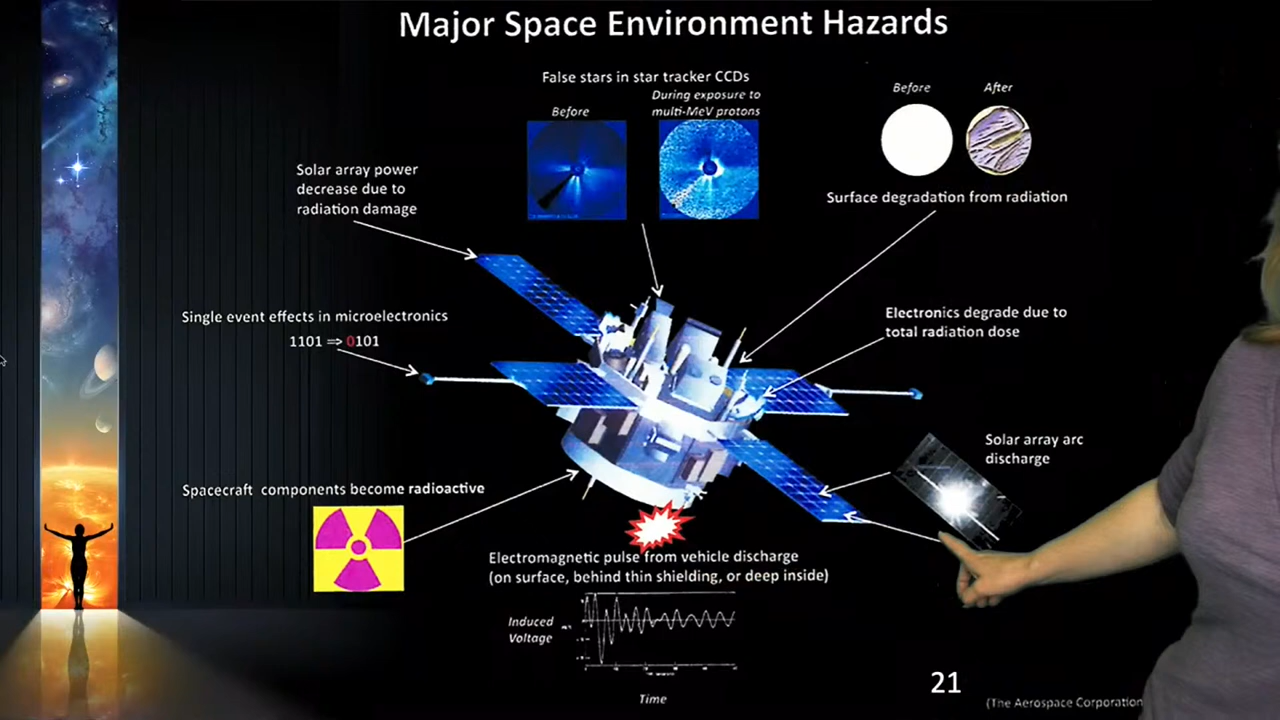 Major Space Environment Hazards
False stars in star tracker CCDs
Before
During exposure to
multi-MeV protons
Before
After
Surface degradation from radiation
Solar array power
decrease due to
radiation damage
Single event effects in microelectronics
1101 => 0101
Electronics degrade due to
total radiation dose
Solar array arc
discharge
Spacecraft components become radioactive
Electromagnetic pulse from vehicle discharge
(on surface, behind thin shielding, or deep inside)
Induced
Voltage
Time
21
(The Aerospace Corporation